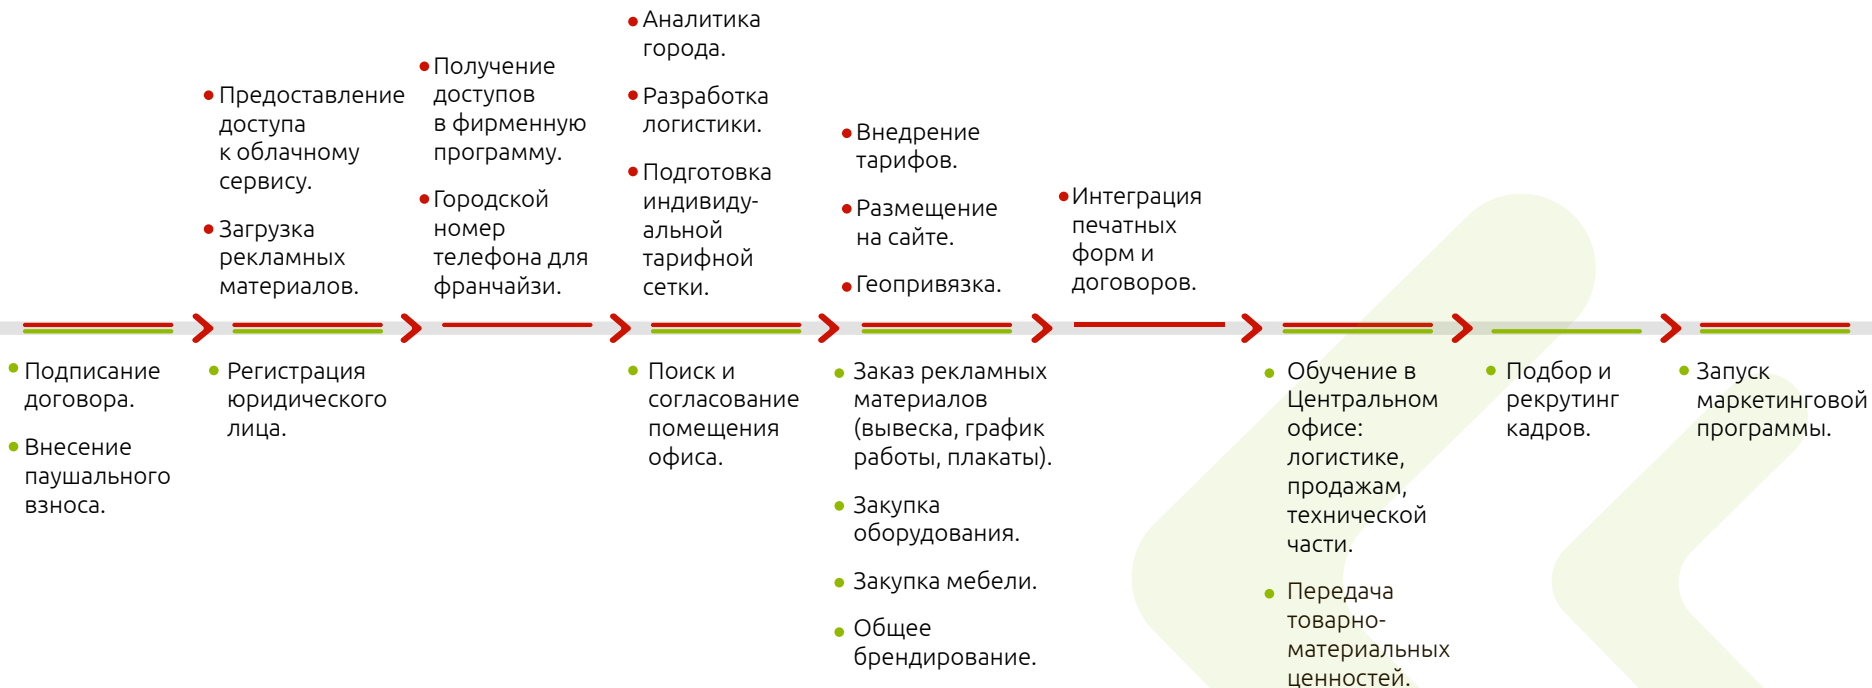 Предоставление
доступа
к облачному
сервису.
Загрузка
рекламных
материалов.
Получение
доступов
в фирменную
программу.
Городской
номер
телефона для
франчайзи.
Аналитика
города.
Разработка
логистики.
Подготовка
индивиду-
альной
тарифной
сетки.
Внедрение
тарифов.
Размещение
на сайте.
Геопривязка.
Интеграция
печатных
форм и
договоров.
Подписание
договора.
Внесение
паушального
взноса.
Регистрация
юридического
лица.
Поиск и
согласование
помещения
офиса.
Заказ рекламных
материалов
(вывеска, график
работы, плакаты).
Закупка
оборудования.
Закупка мебели.
Общее
брендирование.
Обучение в
Центральном
офисе:
логистике,
продажам,
технической
части.
Передача
товарно-
материальных
ценностей.
Подбор и
рекрутинг
кадров.
Запуск
маркетинговой
программы.